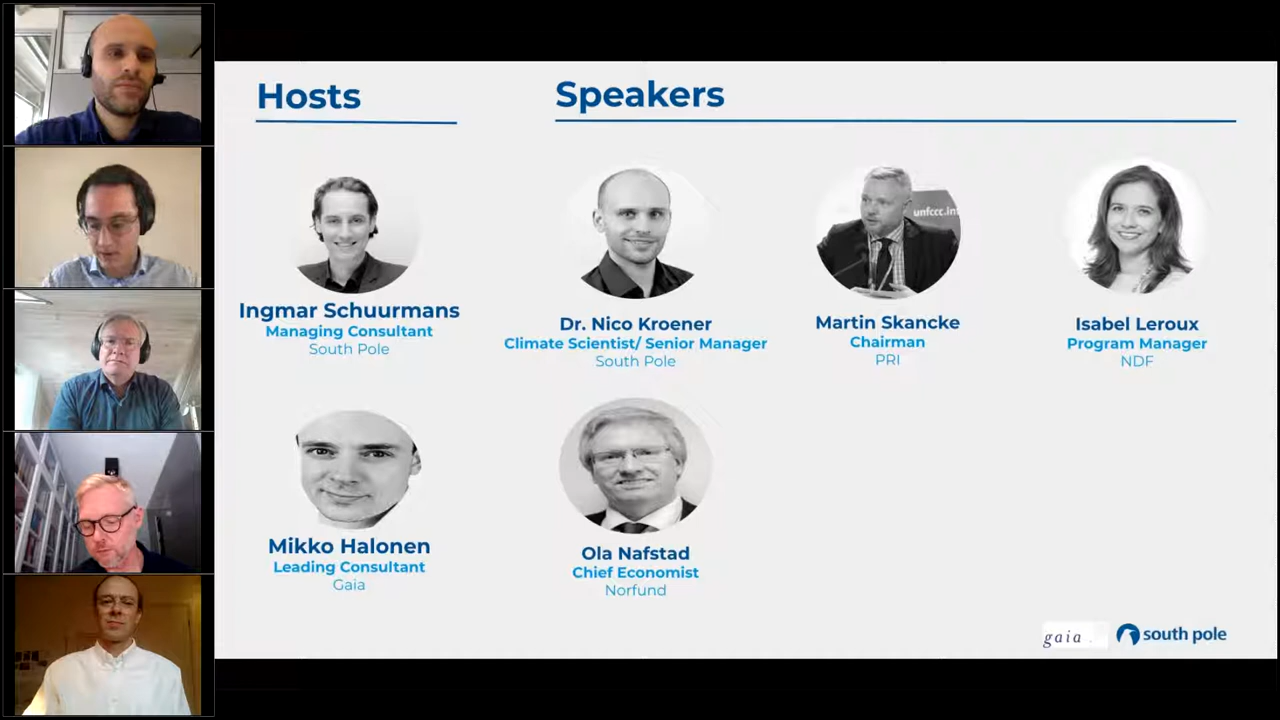 Hosts
Speakers
Ingmar Schuurmans
Managing Consultant
South Pole
Dr. Nico Kroener
Climate Scientist/ Senior Manager
South Pole
unfccc.int
Martin Skancke
Chairman
PRI
Isabel Leroux
Program Manager
NDF
Mikko Halonen
Leading Consultant
Gaia
Ola Nafstad
Chief Economist
Norfund
gaia
south pole